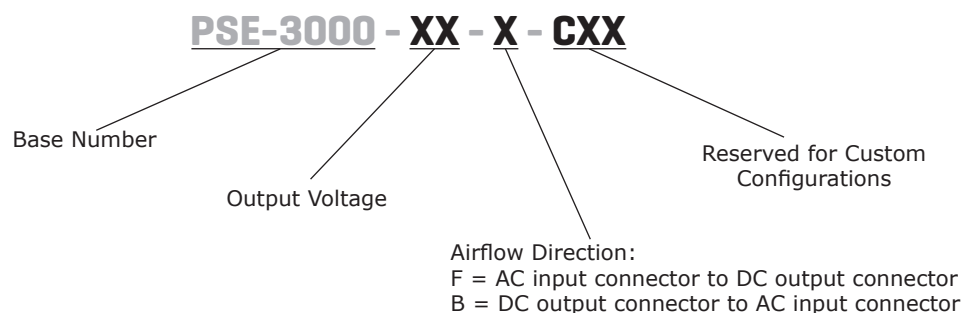 PSE-3000 - XX - X - CXX
Base Number
Output Voltage
Reserved for Custom
Configurations
Airflow Direction:
F = AC input connector to DC output connector
B = DC output connector to AC input connector